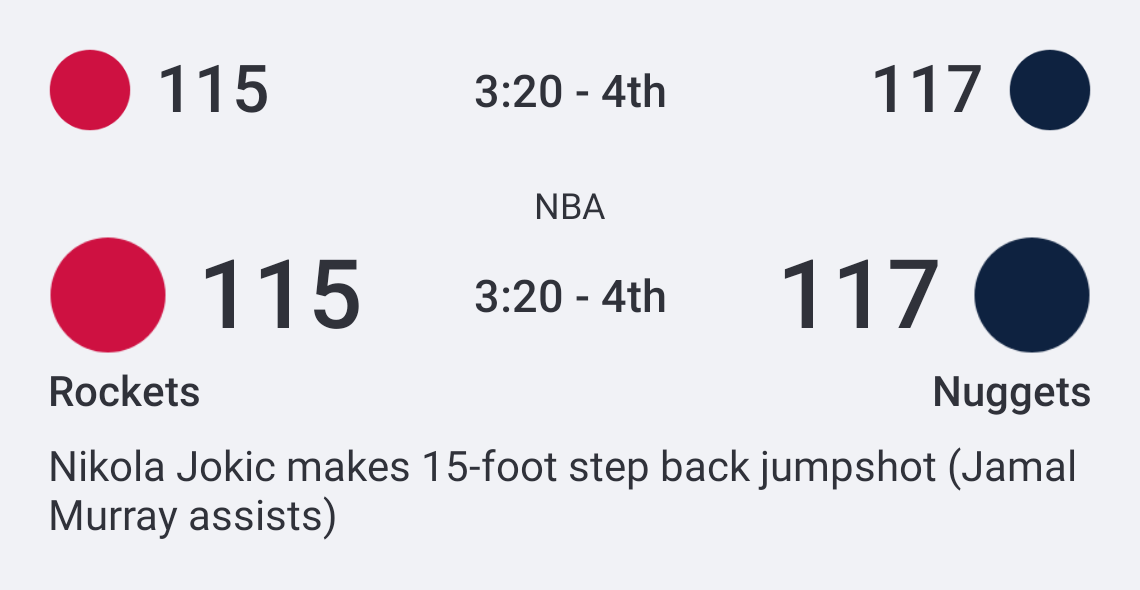 115 3:20 - 4th 117
NBA
115 3:20 - 4th 117
Rockets Nuggets
Nikola Jokic makes 15-foot step back jumpshot (Jamal
Murray assists)